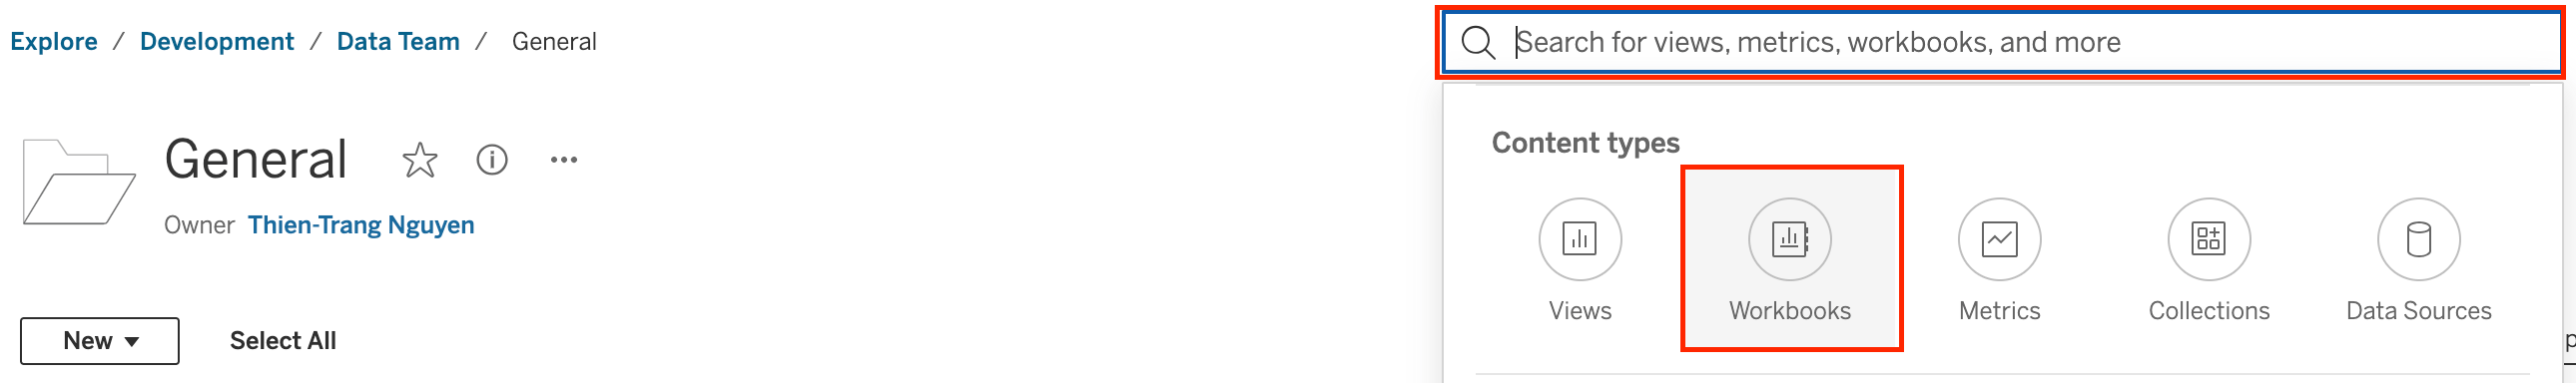 Explore / Development / Data Team / General
Search for views, metrics, workbooks, and more
General
Owner Thien-Trang Nguyen
New
Select All
Content types
Views
Workbooks
Metrics
Collections
Data Sources